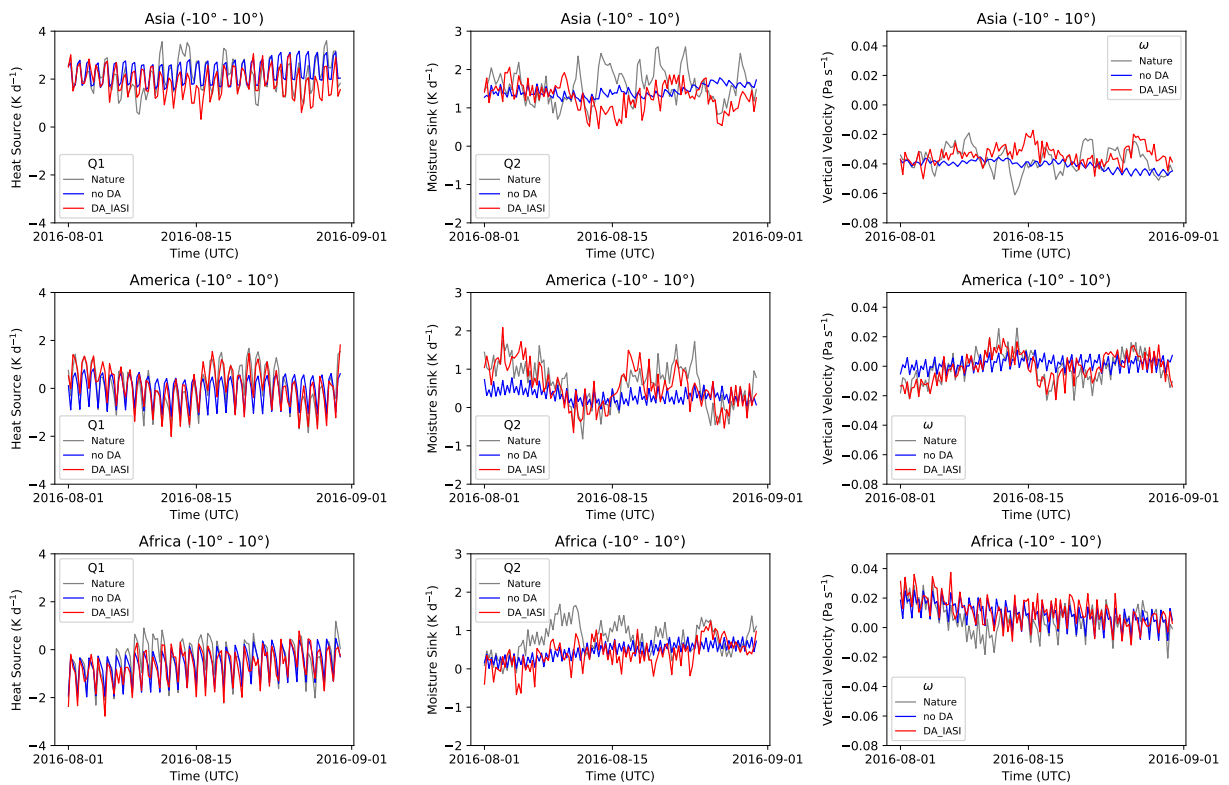 Asia (-10° - 10°)
Heat Source (K d⁻¹)
4
2
0
−2
−4
Q1
Nature
no DA
DA_IASI
2016-08-01
2016-08-15
2016-09-01
Time (UTC)
Asia (-10° - 10°)
Moisture Sink (K d⁻¹)
3
2
1
0
−1
−2
Q2
Nature
no DA
DA_IASI
2016-08-01
2016-08-15
2016-09-01
Time (UTC)
Asia (-10° - 10°)
Vertical Velocity (Pa s⁻¹)
0.04
0.02
0.00
−0.02
−0.04
−0.06
−0.08
ω
Nature
no DA
DA_IASI
2016-08-01
2016-08-15
2016-09-01
Time (UTC)
America (-10° - 10°)
Heat Source (K d⁻¹)
4
2
0
−2
−4
Q1
Nature
no DA
DA_IASI
2016-08-01
2016-08-15
2016-09-01
Time (UTC)
America (-10° - 10°)
Moisture Sink (K d⁻¹)
3
2
1
0
−1
−2
Q2
Nature
no DA
DA_IASI
2016-08-01
2016-08-15
2016-09-01
Time (UTC)
America (-10° - 10°)
Vertical Velocity (Pa s⁻¹)
0.04
0.02
0.00
−0.02
−0.04
−0.06
−0.08
ω
Nature
no DA
DA_IASI
2016-08-01
2016-08-15
2016-09-01
Time (UTC)
Africa (-10° - 10°)
Heat Source (K d⁻¹)
4
2
0
−2
−4
Q1
Nature
no DA
DA_IASI
2016-08-01
2016-08-15
2016-09-01
Time (UTC)
Africa (-10° - 10°)
Moisture Sink (K d⁻¹)
3
2
1
0
−1
−2
Q2
Nature
no DA
DA_IASI
2016-08-01
2016-08-15
2016-09-01
Time (UTC)
Africa (-10° - 10°)
Vertical Velocity (Pa s⁻¹)
0.04
0.02
0.00
−0.02
−0.04
−0.06
−0.08
ω
Nature
no DA
DA_IASI
2016-08-01
2016-08-15
2016-09-01
Time (UTC)